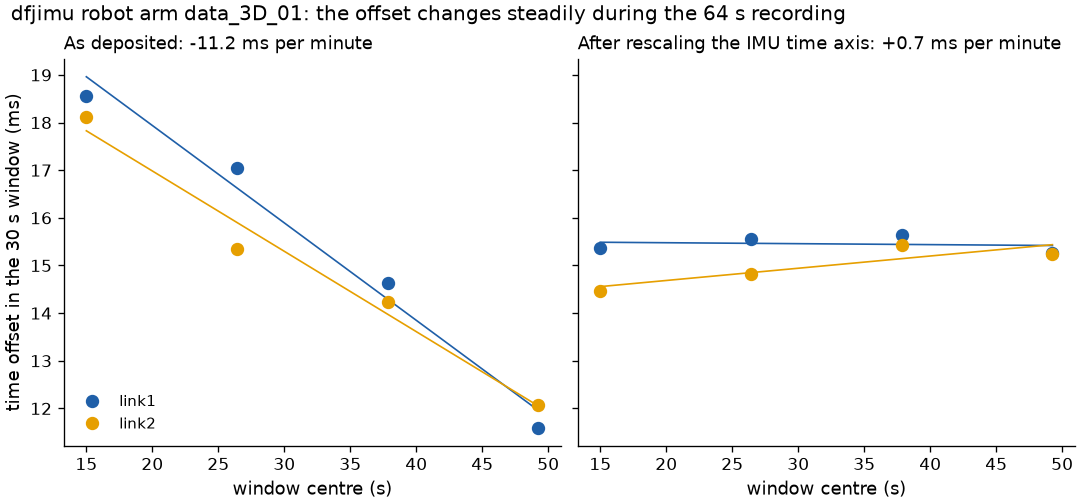 dfjimu robot arm data_3D_01: the offset changes steadily during the 64 s recording
As deposited: -11.2 ms per minute
After rescaling the IMU time axis: +0.7 ms per minute
time offset in the 30 s window (ms)
19
18
17
16
15
14
13
12
link1
link2
15 20 25 30 35 40 45 50
15 20 25 30 35 40 45 50
window centre (s)
window centre (s)